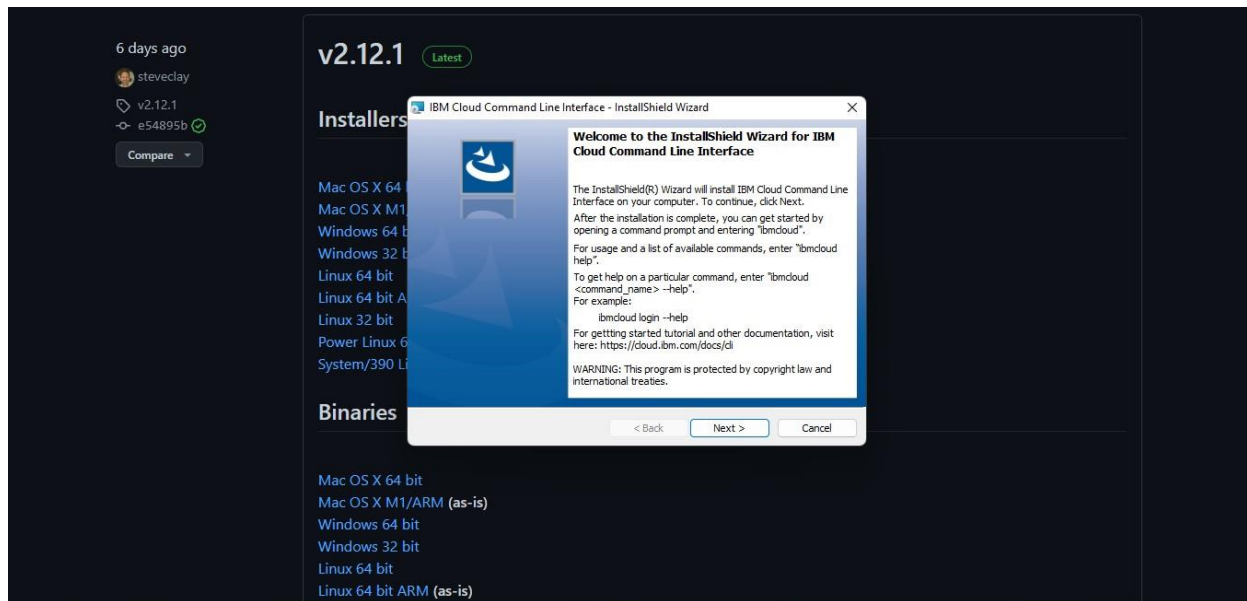 6 days ago
steveclay
v2.12.1
e54895b
Compare
v2.12.1 Latest
Installers
Mac OS X 64
Mac OS X M1
Windows 64
Windows 32
Linux 64 bit
Linux 64 bit A
Linux 32 bit
Power Linux 6
System/390 Li
Binaries
Mac OS X 64 bit
Mac OS X M1/ARM (as-is)
Windows 64 bit
Windows 32 bit
Linux 64 bit
Linux 64 bit ARM (as-is)
IBM Cloud Command Line Interface - InstallShield Wizard
Welcome to the InstallShield Wizard for IBM
Cloud Command Line Interface
The InstallShield(R) Wizard will install IBM Cloud Command Line
Interface on your computer. To continue, click Next.
After the installation is complete, you can get started by
opening a command prompt and entering "ibmcloud".
For usage and a list of available commands, enter "ibmcloud
help".
To get help on a particular command, enter "ibmcloud
<command_name> --help".
For example:
ibmcloud login --help
For gettting started tutorial and other documentation, visit
here: https://cloud.ibm.com/docs/cli
WARNING: This program is protected by copyright law and
international treaties.
< Back Next > Cancel